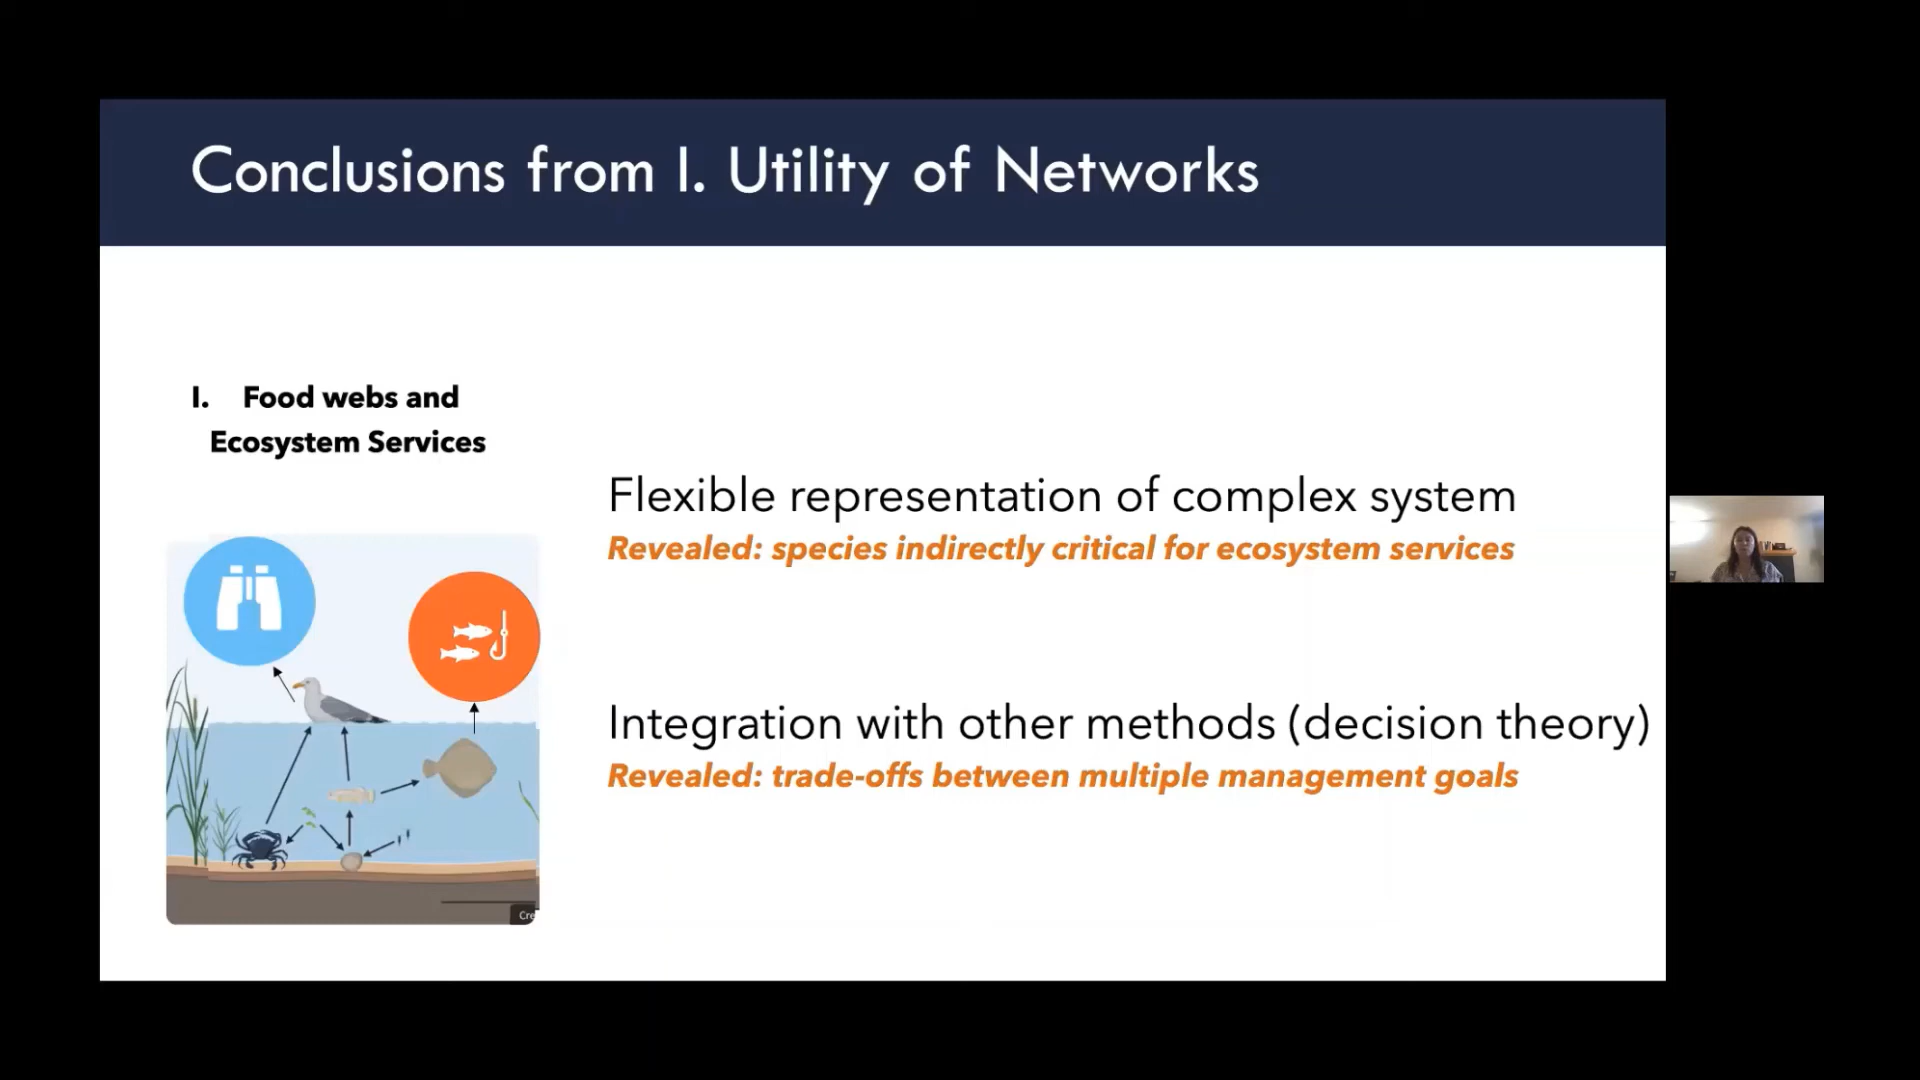 Conclusions from I. Utility of Networks
I. Food webs and
Ecosystem Services
Flexible representation of complex system
Revealed: species indirectly critical for ecosystem services
Integration with other methods (decision theory)
Revealed: trade-offs between multiple management goals